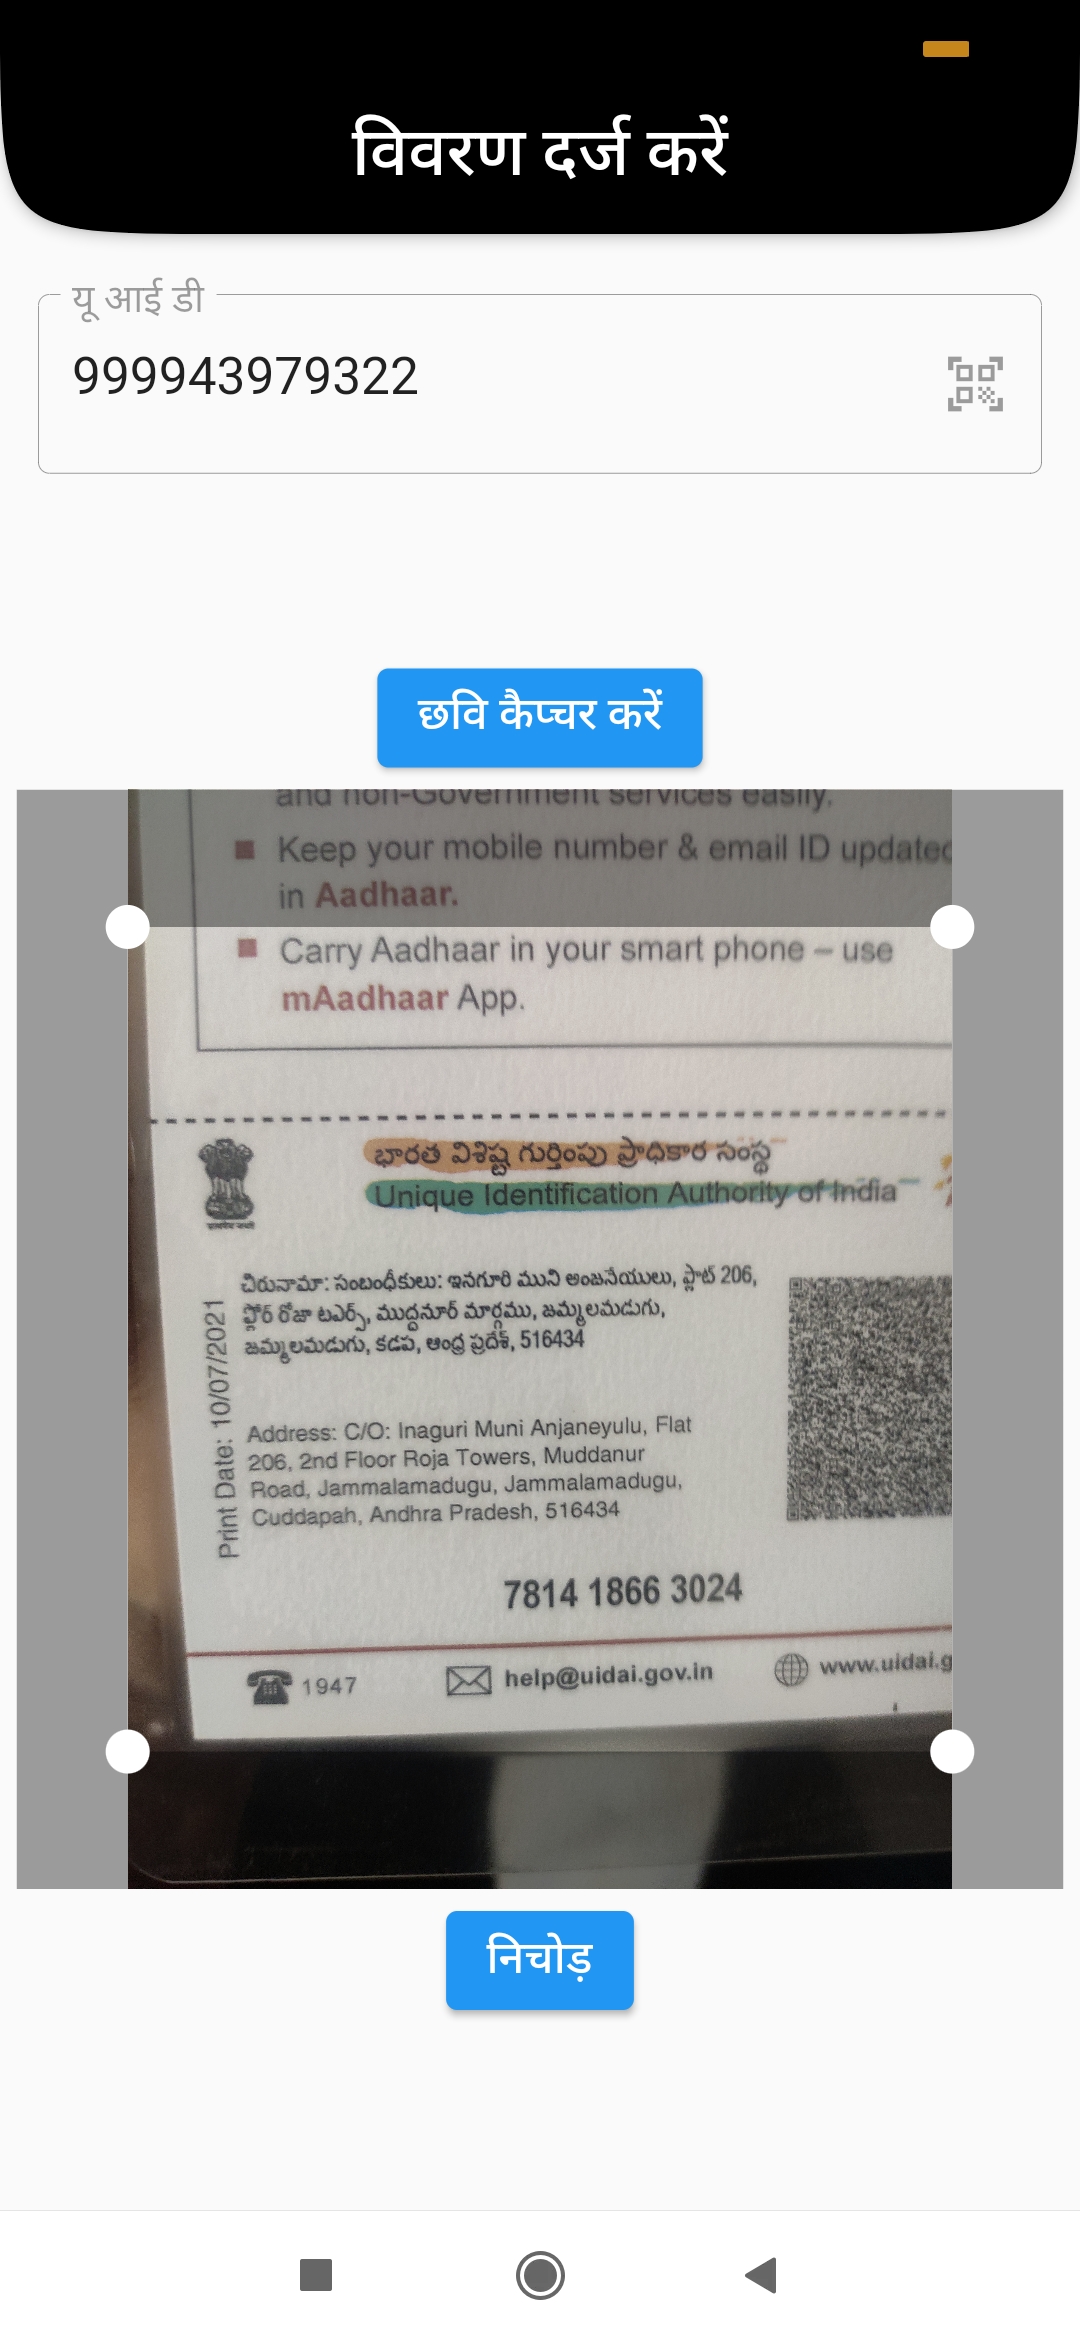 विवरण दर्ज करें
यू आई डी
999943979322
छवि कैप्चर करें
and non-Government services easily.
Keep your mobile number & email ID updated
in Aadhaar.
Carry Aadhaar in your smart phone – use
mAadhaar App.
భారత విశిష్ట గుర్తింపు ప్రాధికార సంస్థ
Unique Identification Authority of India
Print Date: 10/07/2021
చిరునామా: సంబంధీకులు: ఇనగూరి ముని అంజనేయులు, ఫ్లాట్ 206,
ఫ్లోర్ రోజా టవర్స్, ముద్దనూర్ మార్గము, జమ్మలమడుగు,
జమ్మలమడుగు, కడప, ఆంధ్ర ప్రదేశ్, 516434
Address: C/O: Inaguri Muni Anjaneyulu, Flat
206, 2nd Floor Roja Towers, Muddanur
Road, Jammalamadugu, Jammalamadugu,
Cuddapah, Andhra Pradesh, 516434
7814 1866 3024
1947 help@uidai.gov.in www.uidai.g
निचोड़